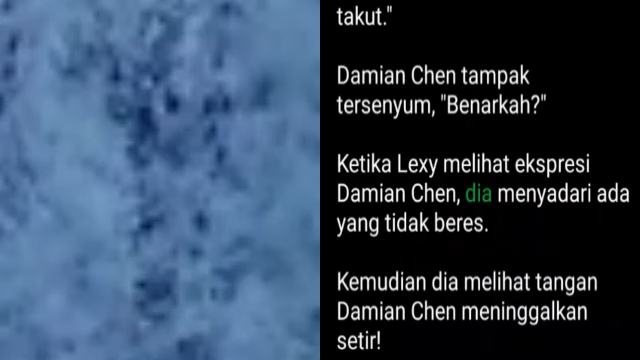 takut."
Damian Chen tampak
tersenyum, "Benarkah?"
Ketika Lexy melihat ekspresi
Damian Chen, dia menyadari ada
yang tidak beres.
Kemudian dia melihat tangan
Damian Chen meninggalkan
setir!